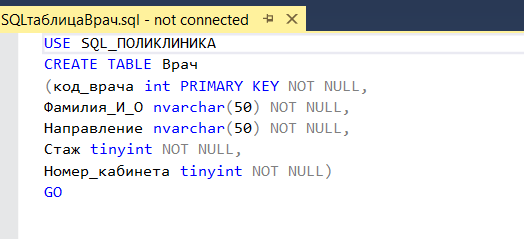 SQLтаблицаВрач.sql - not connected
USE SQL_ПОЛИКЛИНИКА
CREATE TABLE Врач
(код_врача int PRIMARY KEY NOT NULL,
Фамилия_И_О nvarchar(50) NOT NULL,
Направление nvarchar(50) NOT NULL,
Стаж tinyint NOT NULL,
Номер_кабинета tinyint NOT NULL)
GO